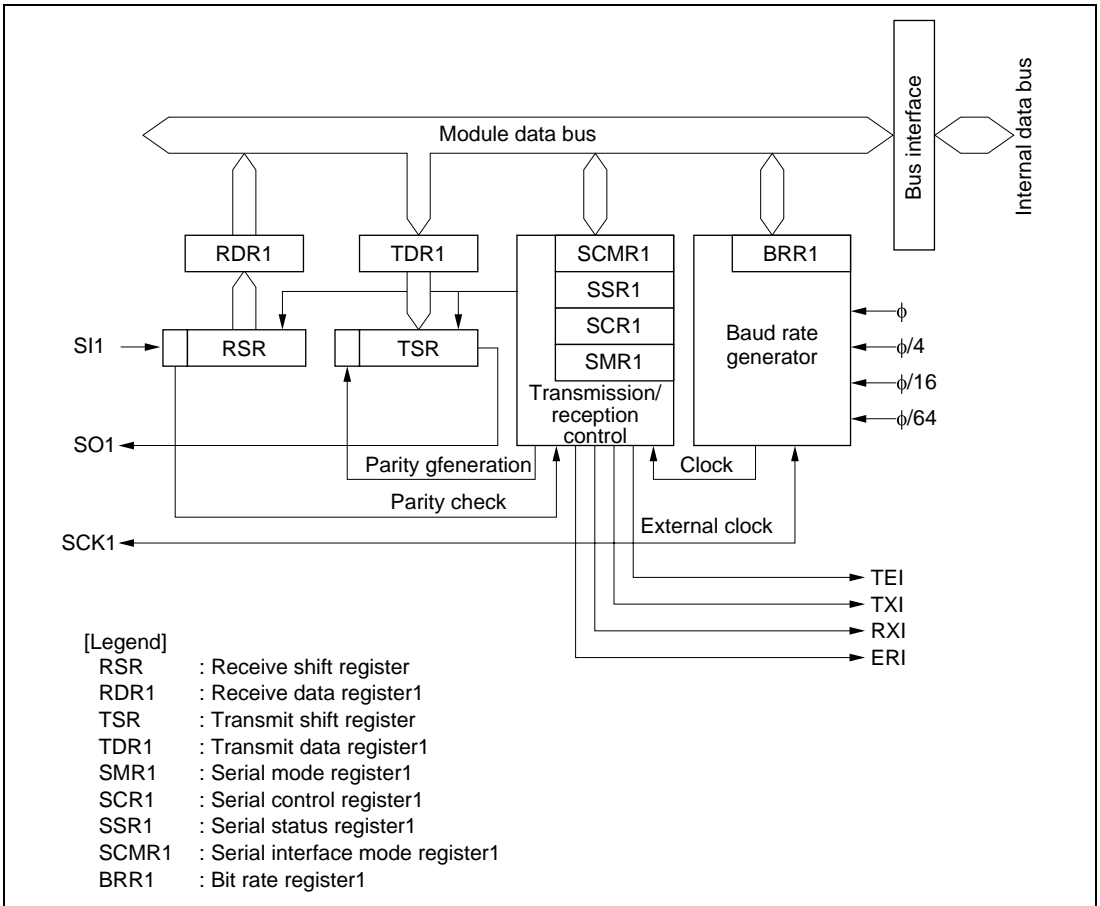 Module data bus
Bus interface
Internal data bus
RDR1
TDR1
SCMR1
BRR1
SSR1
SCR1
SMR1
SI1
RSR
TSR
Baud rate
generator
ϕ
ϕ/4
ϕ/16
ϕ/64
Transmission/
reception
control
SO1
Parity gfeneration
Clock
Parity check
SCK1
External clock
TEI
TXI
RXI
ERI
[Legend]
RSR : Receive shift register
RDR1 : Receive data register1
TSR : Transmit shift register
TDR1 : Transmit data register1
SMR1 : Serial mode register1
SCR1 : Serial control register1
SSR1 : Serial status register1
SCMR1 : Serial interface mode register1
BRR1 : Bit rate register1